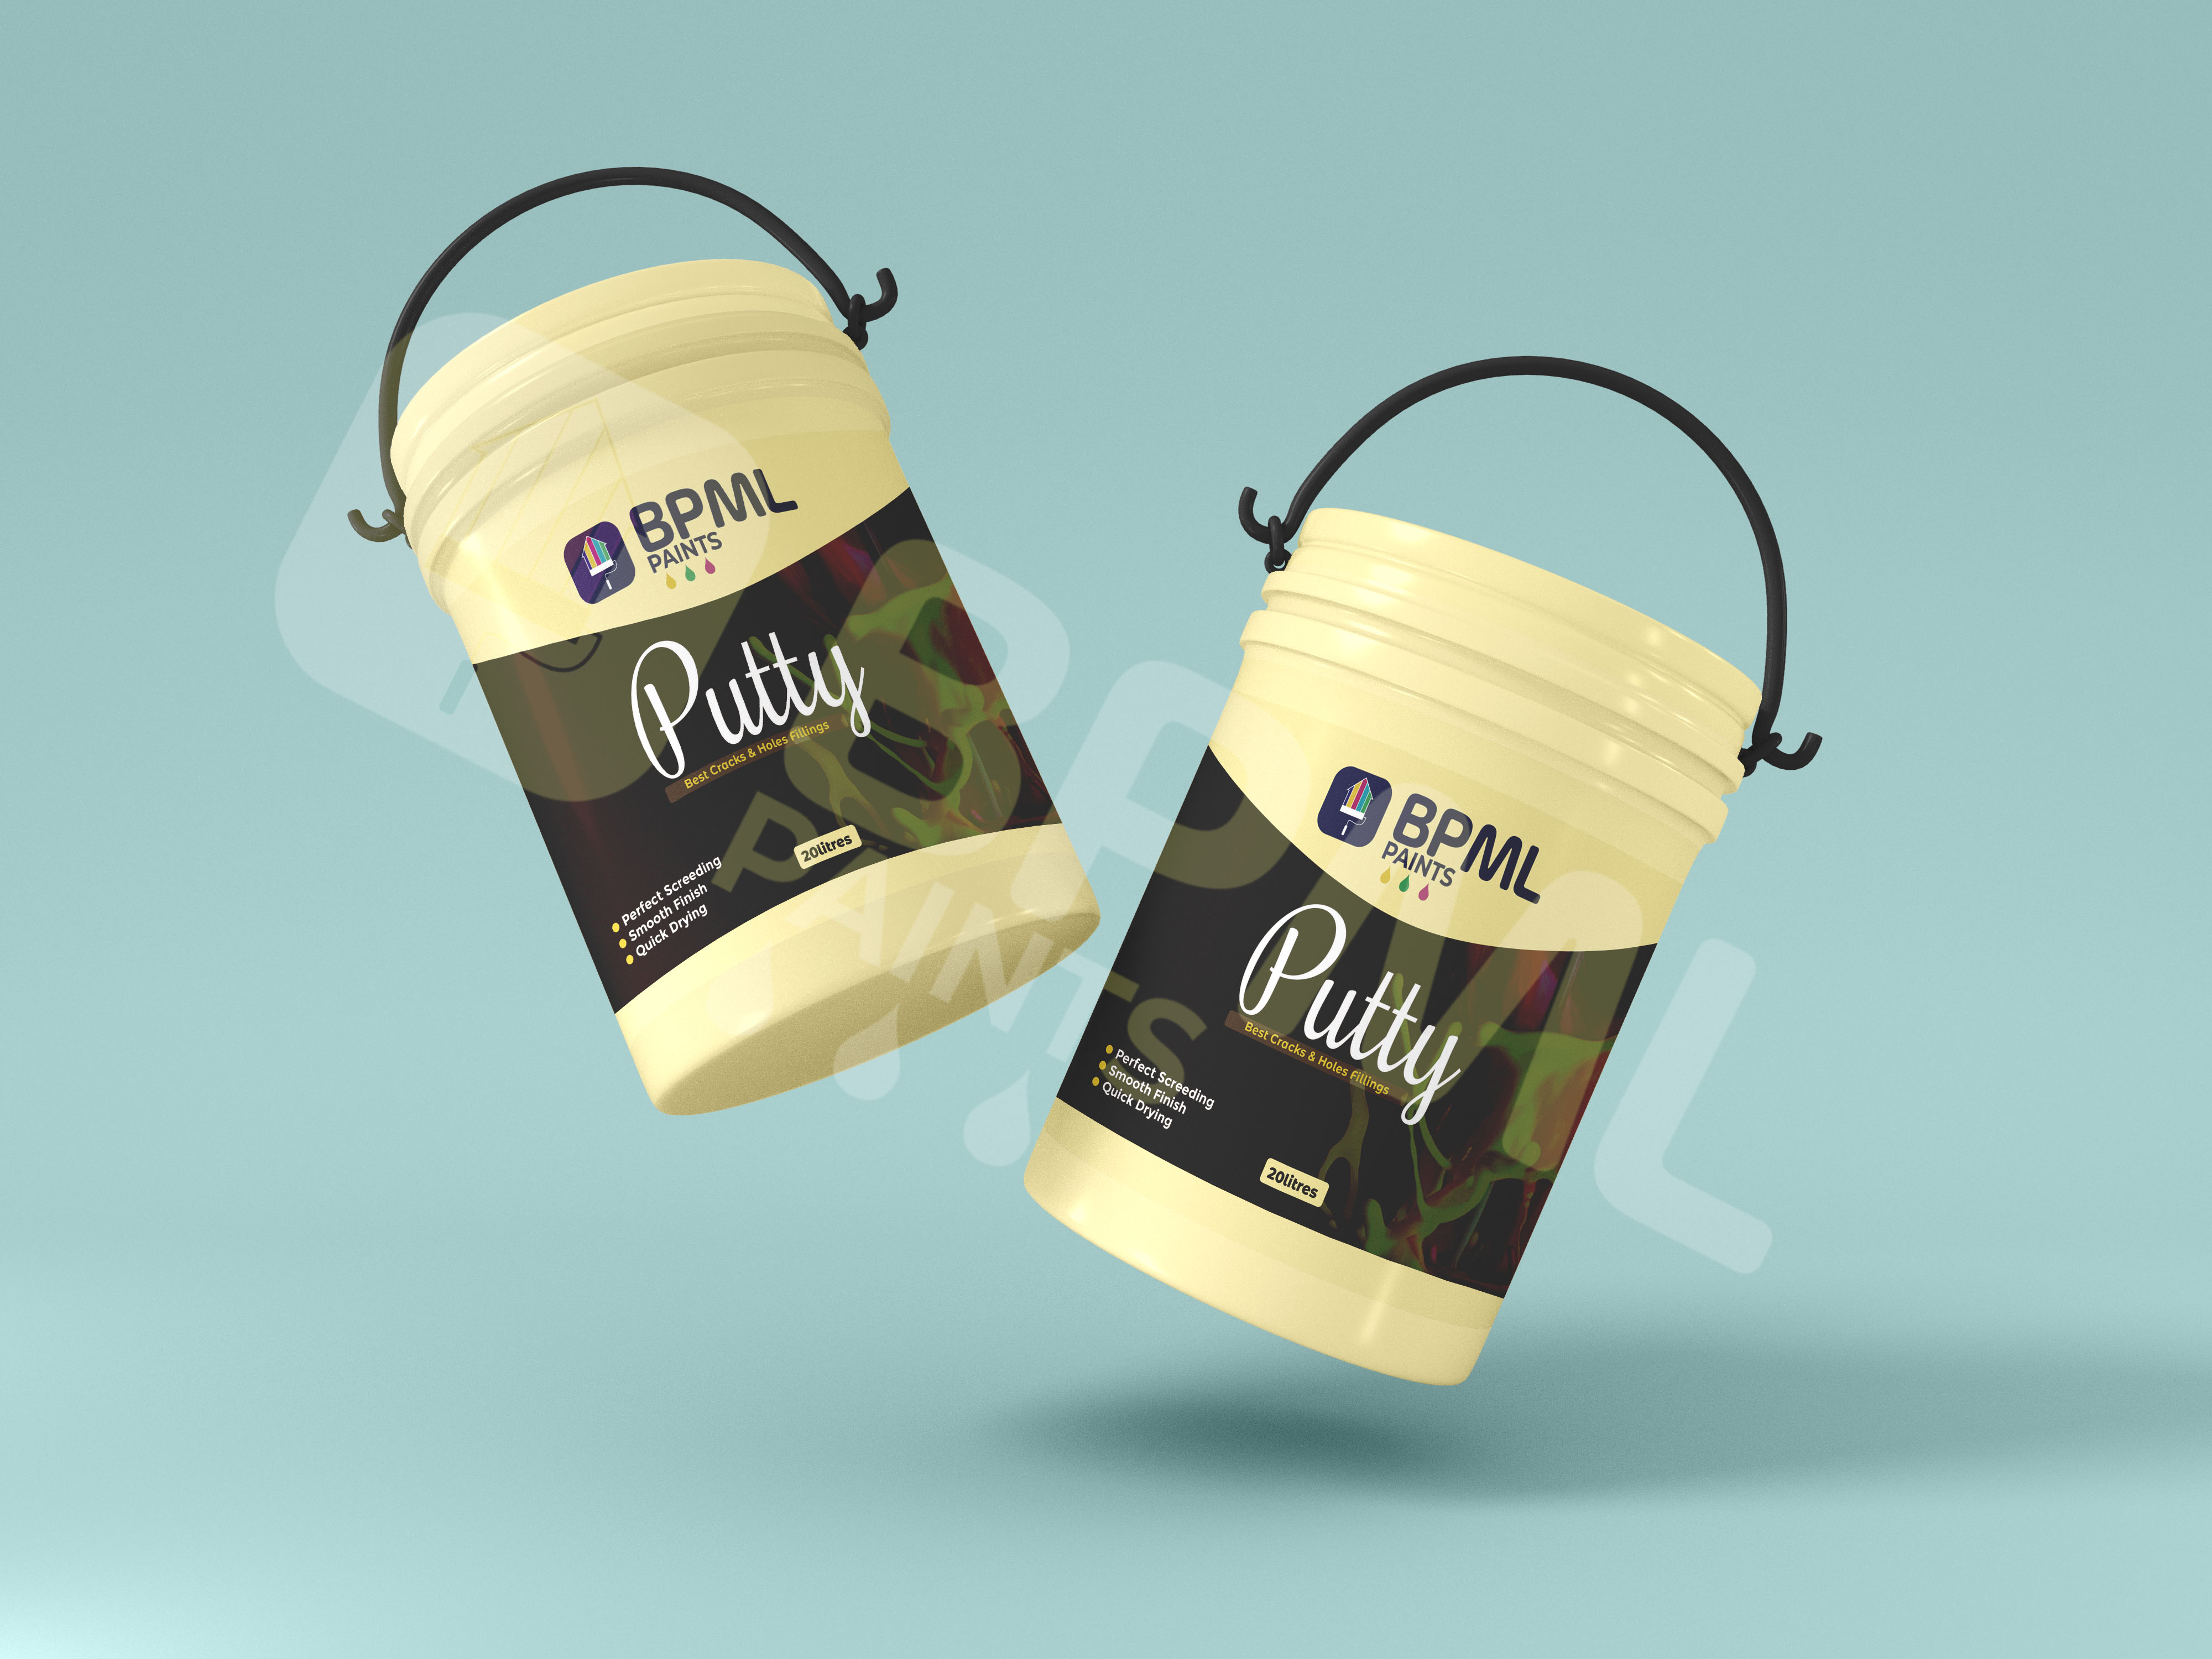 BPML
PAINTS
Putty
Best Cracks & Holes Fillings
20litres
Perfect Screeding
Smooth Finish
Quick Drying
BPML
PAINTS
Putty
Best Cracks & Holes Fillings
Perfect Screeding
Smooth Finish
Quick Drying
20litres
BPML
PAINTS